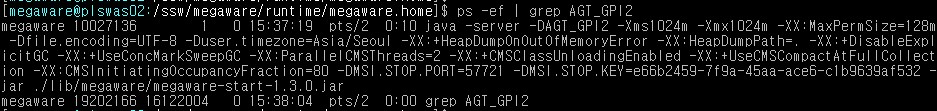 [megaware@plswas02:/ssw/megaware/runtime/megaware.home]$ ps -ef | grep AGT_GPI2
megaware 10027136        1   0 15:37:19  pts/2  0:10 java -server -DAGT_GPI2 -Xms1024m -Xmx1024m -XX:MaxPermSize=128m
 -Dfile.encoding=UTF-8 -Duser.timezone=Asia/Seoul -XX:+HeapDumpOnOutOfMemoryError -XX:HeapDumpPath=. -XX:+DisableExpl
icitGC -XX:+UseConcMarkSweepGC -XX:ParallelCMSThreads=2 -XX:+CMSClassUnloadingEnabled -XX:+UseCMSCompactAtFullCollect
ion -XX:CMSInitiatingOccupancyFraction=80 -DMSI.STOP.PORT=57721 -DMSI.STOP.KEY=e66b2459-7f9a-45aa-ace6-c1b9639af532 -
jar ./lib/megaware/megaware-start-1.3.0.jar
megaware 19202166 16122004   0 15:38:04  pts/2  0:00 grep AGT_GPI2